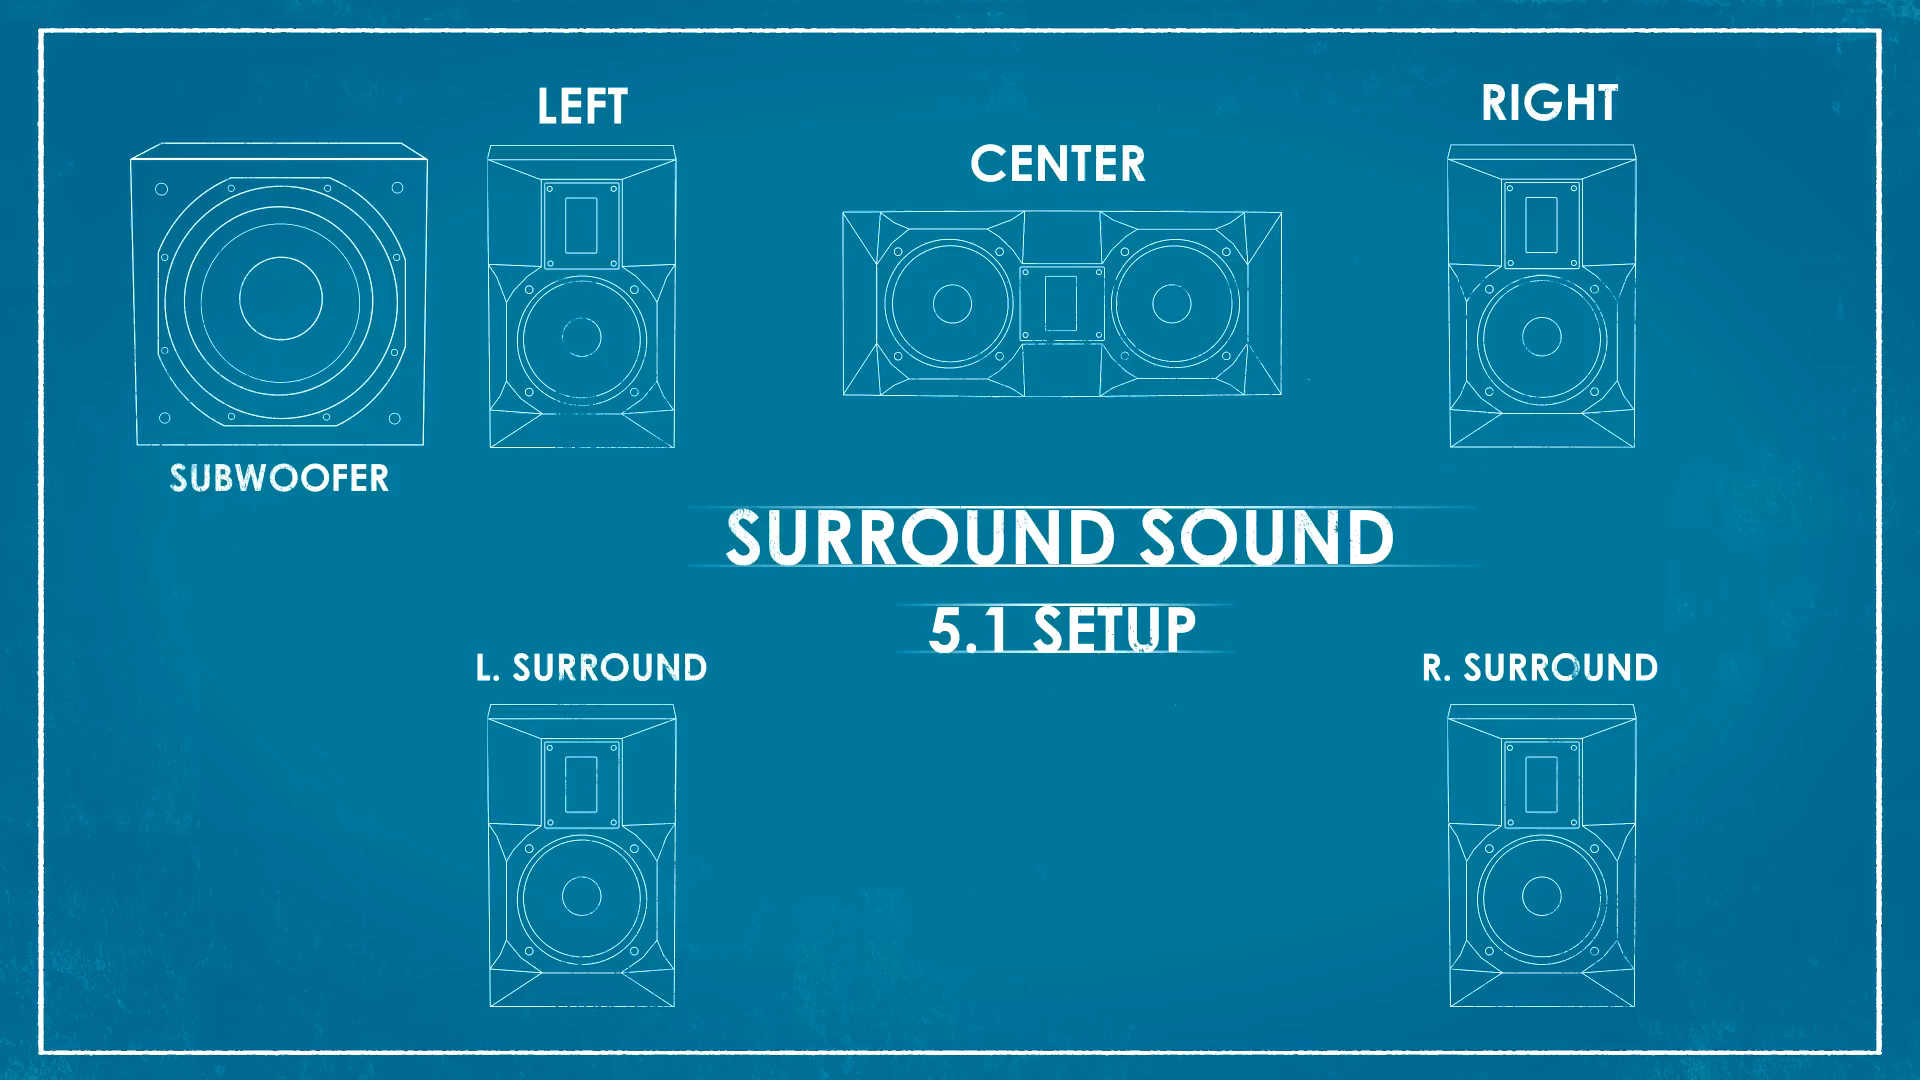 LEFT
RIGHT
CENTER
SUBWOOFER
SURROUND SOUND
5.1 SETUP
L. SURROUND
R. SURROUND